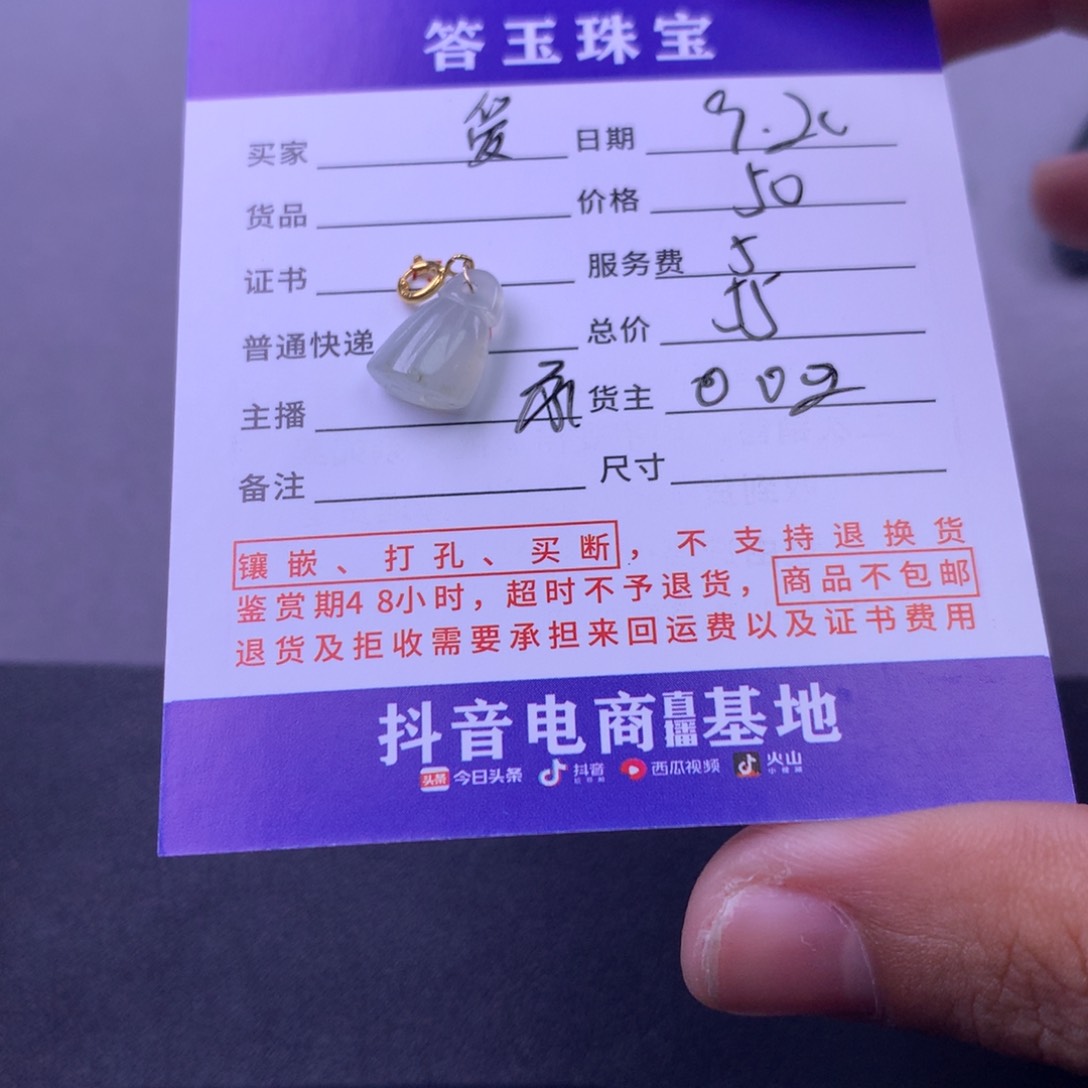 答玉珠宝
买家 日期 9.20
货品 价格 50
证书 服务费 5
普通快递 总价 55
主播 货主 009
备注 尺寸
镶嵌、打孔、买断，不支持退换货
鉴赏期48小时，超时不予退货，商品不包邮
退货及拒收需要承担来回运费以及证书费用
抖音电商直播基地
头条 今日头条 抖音 西瓜视频 火山